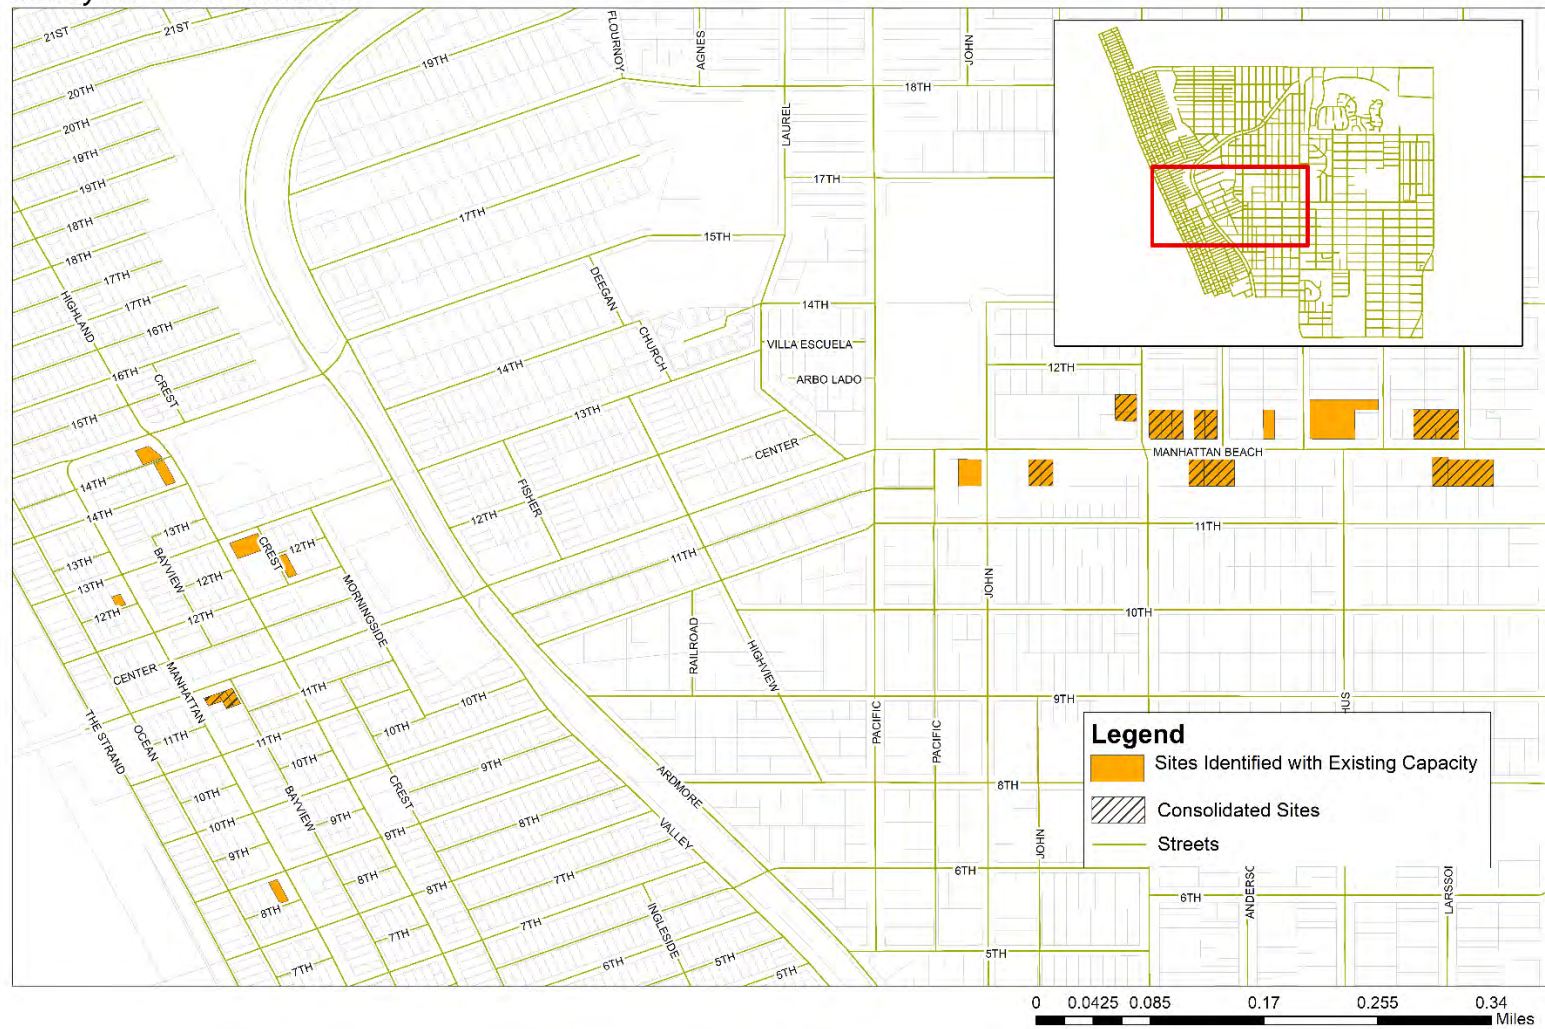 21ST
21ST
20TH
20TH
19TH
19TH
18TH
18TH
17TH
17TH
16TH
16TH
15TH
HIGHLAND
CREST
19TH
FLOURNOY
AGNES
JOHN
18TH
LAUREL
17TH
17TH
15TH
DEEGAN
CHURCH
14TH
VILLA ESCUELA
ARBO LADO
14TH
13TH
CENTER
12TH
FISHER
12TH
11TH
MANHATTAN BEACH
11TH
14TH
14TH
13TH
13TH
13TH
12TH
BAYVIEW
12TH
12TH
CREST
12TH
MORNINGSIDE
CENTER
MANHATTAN
THE STRAND
OCEAN
11TH
11TH
11TH
10TH
10TH
10TH
10TH
10TH
BAYVIEW
CREST
9TH
9TH
9TH
9TH
8TH
8TH
8TH
8TH
7TH
7TH
7TH
7TH
6TH
5TH
5TH
INGLESIDE
ARDMORE
VALLEY
RAILROAD
HIGHVIEW
JOHN
10TH
9TH
PACIFIC
PACIFIC
8TH
JOHN
6TH
6TH
5TH
ANDERSC
LARSSOI
HUS
Legend
Sites Identified with Existing Capacity
Consolidated Sites
Streets
0 0.0425 0.085 0.17 0.255 0.34
Miles